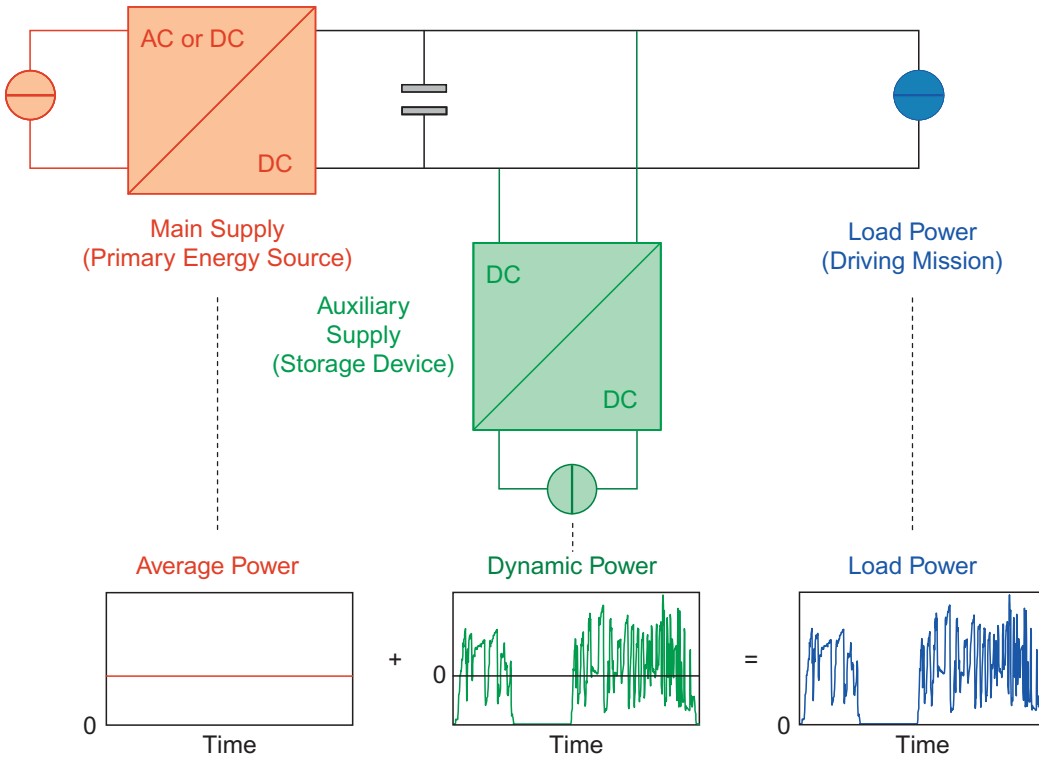 AC or DC
DC
Main Supply
(Primary Energy Source)
DC
DC
Auxiliary
Supply
(Storage Device)
Load Power
(Driving Mission)
Average Power
0
Time
+
Dynamic Power
0
Time
=
Load Power
0
Time